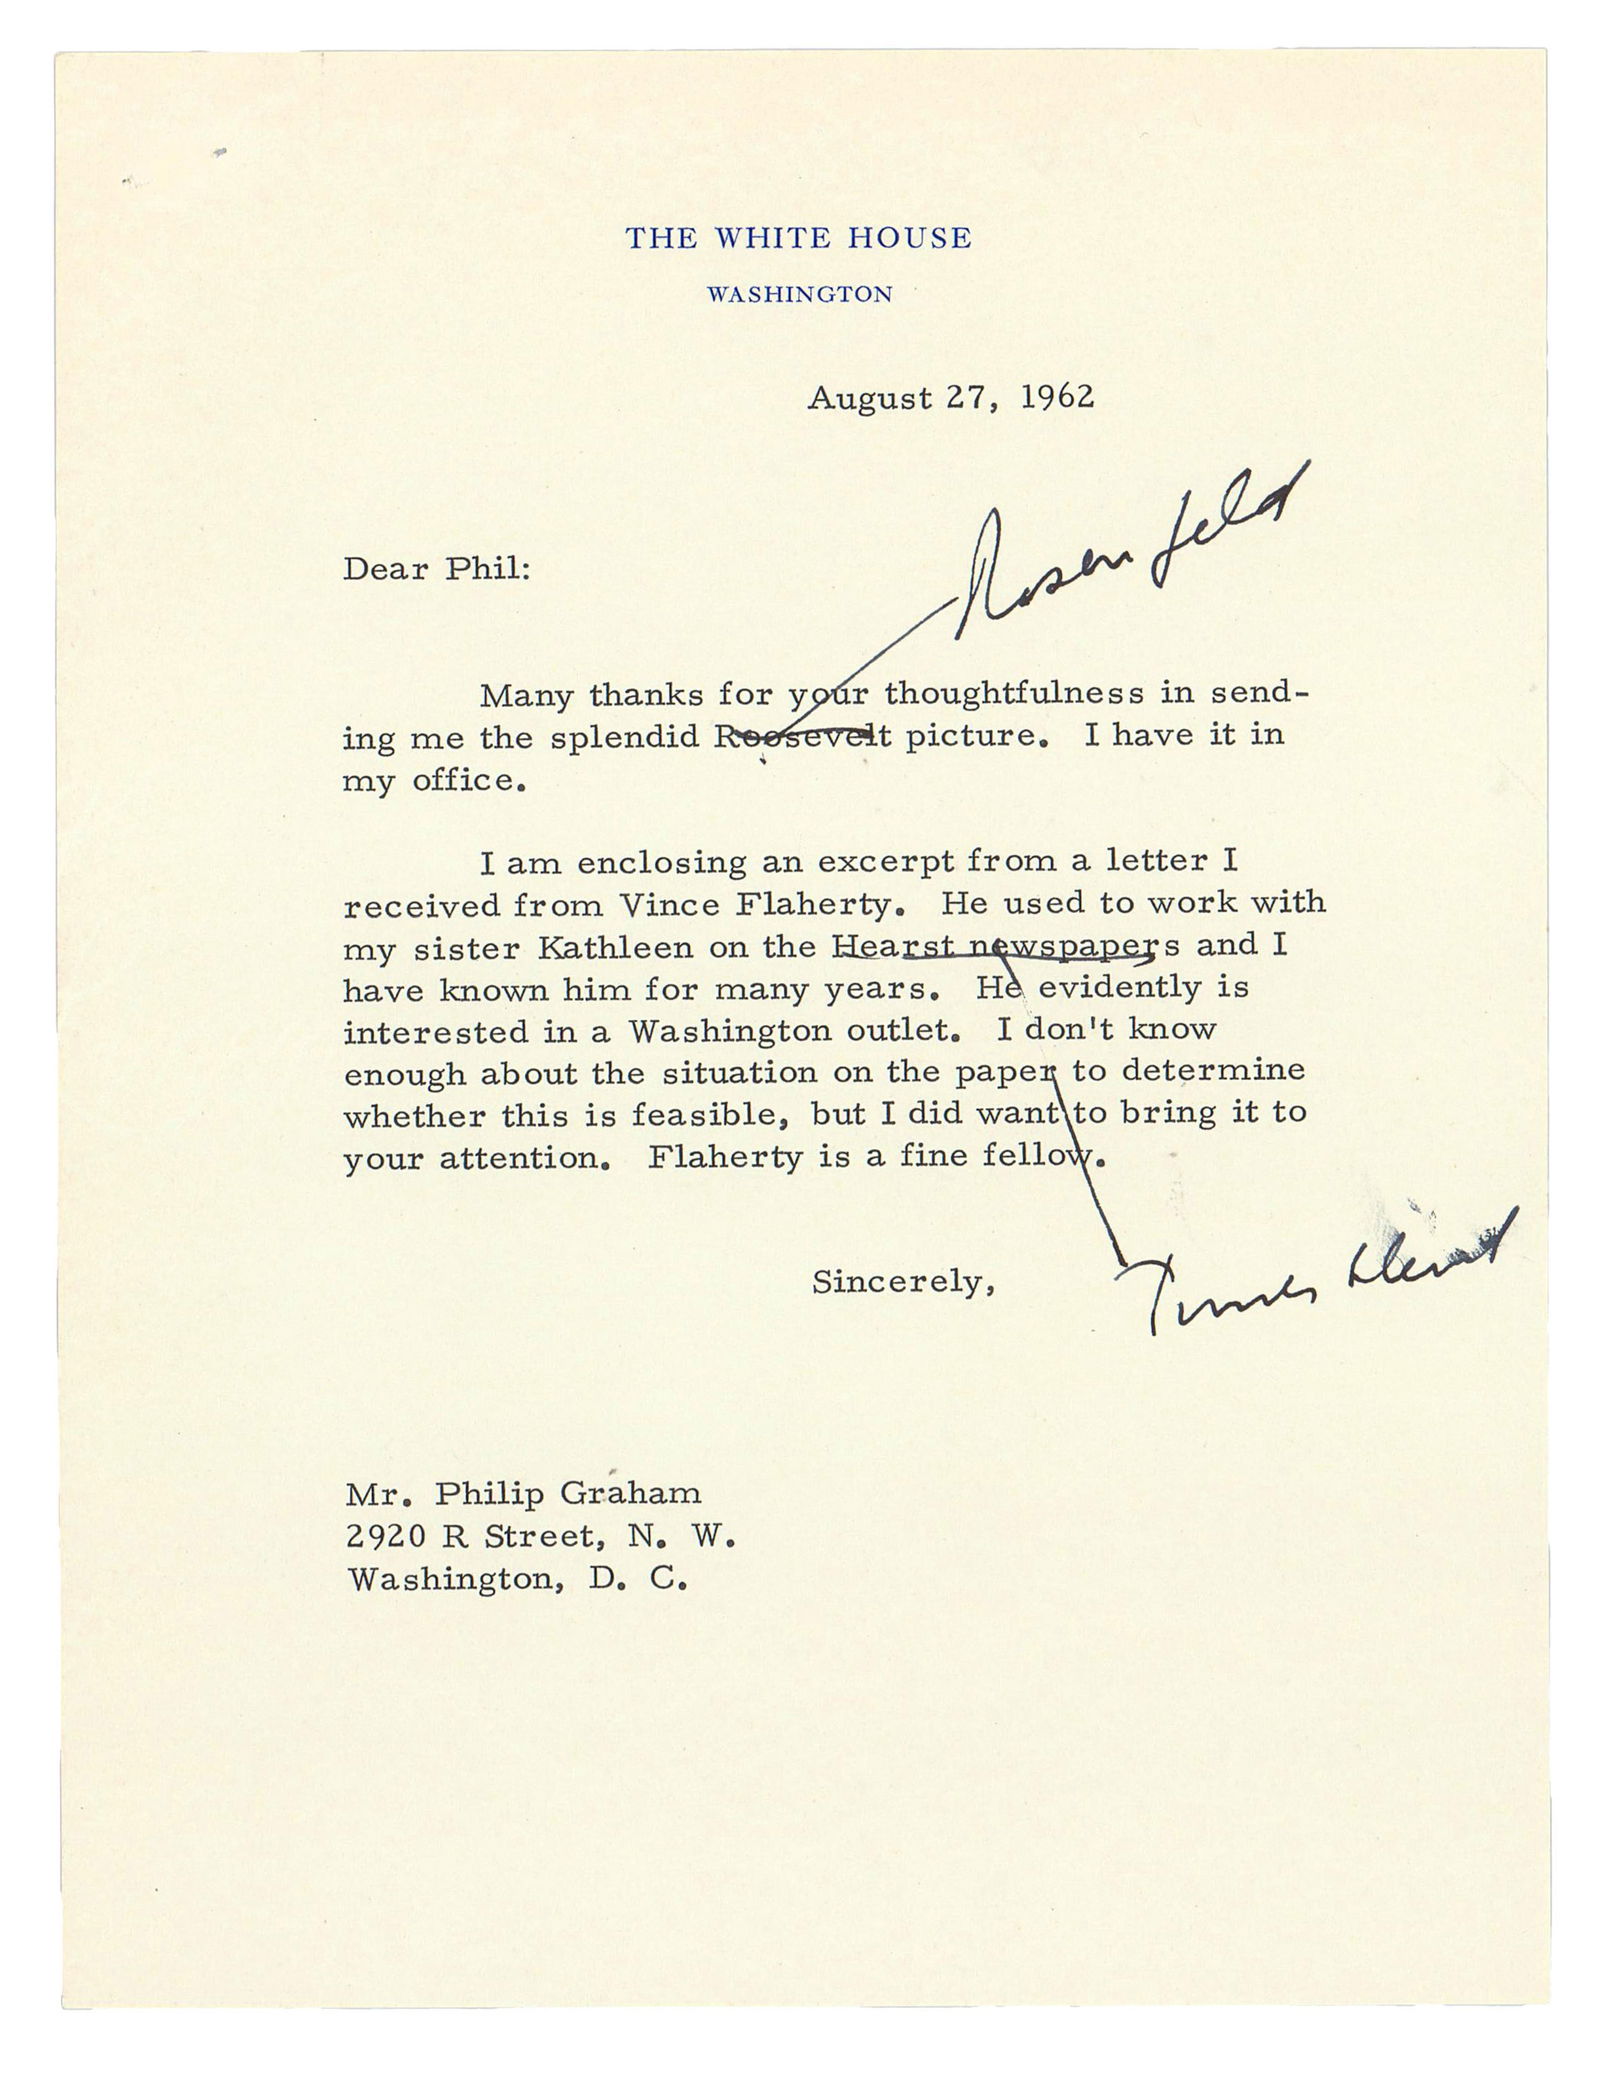 THE WHITE HOUSE
WASHINGTON
August 27, 1962
Rosenfeld
Dear Phil:
Many thanks for your thoughtfulness in send-
ing me the splendid Roosevelt picture. I have it in
my office.
I am enclosing an excerpt from a letter I
received from Vince Flaherty. He used to work with
my sister Kathleen on the Hearst newspapers and I
have known him for many years. He evidently is
interested in a Washington outlet. I don't know
enough about the situation on the paper to determine
whether this is feasible, but I did want to bring it to
your attention. Flaherty is a fine fellow.
Sincerely,
Times Herald
Mr. Philip Graham
2920 R Street, N. W.
Washington, D. C.